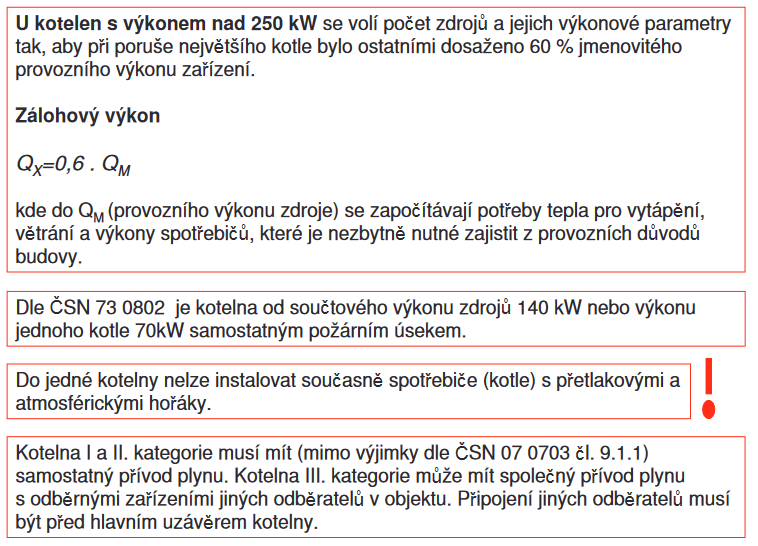 U kotelen s výkonem nad 250 kW se volí počet zdrojů a jejich výkonové parametry
tak, aby při poruše největšího kotle bylo ostatními dosaženo 60 % jmenovitého
provozního výkonu zařízení.
Zálohový výkon
QX=0,6 . QM
kde do QM (provozního výkonu zdroje) se započítávají potřeby tepla pro vytápění,
větrání a výkony spotřebičů, které je nezbytně nutné zajistit z provozních důvodů
budovy.
Dle ČSN 73 0802 je kotelna od součtového výkonu zdrojů 140 kW nebo výkonu
jednoho kotle 70kW samostatným požárním úsekem.
Do jedné kotelny nelze instalovat současně spotřebiče (kotle) s přetlakovými a
atmosférickými hořáky.
!
Kotelna I a II. kategorie musí mít (mimo výjimky dle ČSN 07 0703 čl. 9.1.1)
samostatný přívod plynu. Kotelna III. kategorie může mít společný přívod plynu
s odběrnými zařízeními jiných odběratelů v objektu. Připojení jiných odběratelů musí
být před hlavním uzávěrem kotelny.